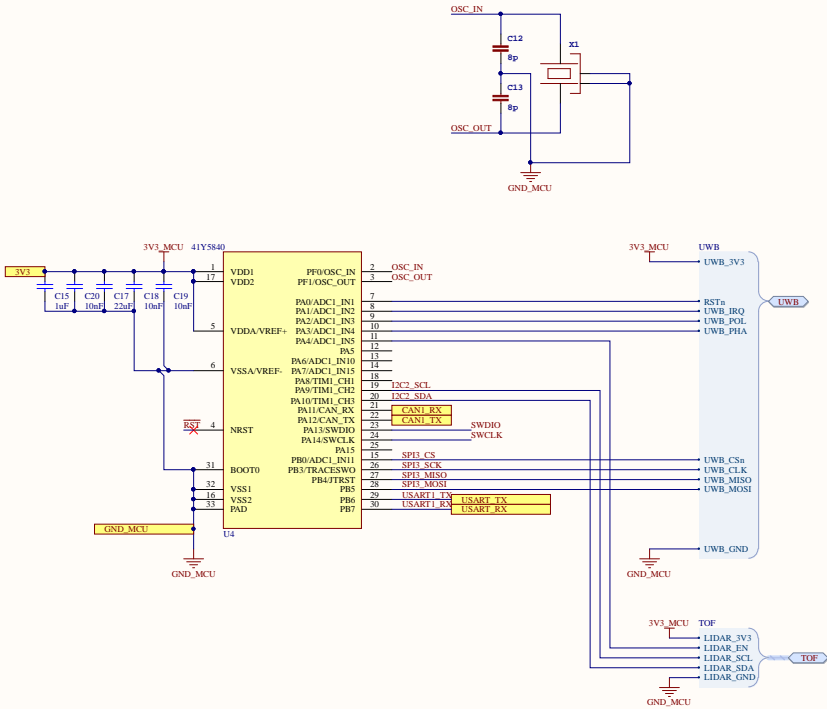 OSC_IN
C12
8p
X1
C13
8p
OSC_OUT
GND_MCU
3V3_MCU
41Y5840
3V3
C15
1uF
C20
10nF
C17
22uF
C18
10nF
C19
10nF
1 VDD1
17 VDD2
5 VDDA/VREF+
6 VSSA/VREF-
RST 4 NRST
31 BOOT0
32 VSS1
16 VSS2
33 PAD
GND_MCU
GND_MCU
U4
PF0/OSC_IN 2 OSC_IN
PF1/OSC_OUT 3 OSC_OUT
PA0/ADC1_IN1 7
PA1/ADC1_IN2 8
PA2/ADC1_IN3 9
PA3/ADC1_IN4 10
PA4/ADC1_IN5 11
PA5 12
PA6/ADC1_IN10 13
PA7/ADC1_IN15 14
PA8/TIM1_CH1 18
PA9/TIM1_CH2 19 I2C2_SCL
PA10/TIM1_CH3 20 I2C2_SDA
PA11/CAN_RX 21 CAN1_RX
PA12/CAN_TX 22 CAN1_TX
PA13/SWDIO 23 SWDIO
PA14/SWCLK 24 SWCLK
PA15 25
PB0/ADC1_IN11 15 SPI3_CS
PB3/TRACESWO 26 SPI3_SCK
PB4/JTRST 27 SPI3_MISO
PB5 28 SPI3_MOSI
PB6 29 USART1_TX USART_TX
PB7 30 USART1_RX USART_RX
3V3_MCU
UWB
UWB_3V3
RSTn
UWB_IRQ
UWB_POL
UWB_PHA
UWB
UWB_CSn
UWB_CLK
UWB_MISO
UWB_MOSI
UWB_GND
GND_MCU
3V3_MCU
TOF
LIDAR_3V3
LIDAR_EN
LIDAR_SCL
LIDAR_SDA
LIDAR_GND
TOF
GND_MCU